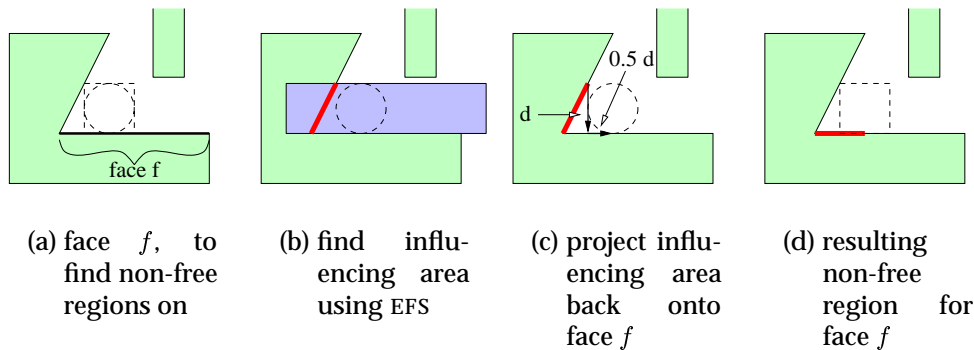 face f
d
0.5 d
(a) face f, to
find non-free
regions on
(b) find influ-
encing area
using EFS
(c) project influ-
encing area
back onto
face f
(d) resulting
non-free
region for
face f